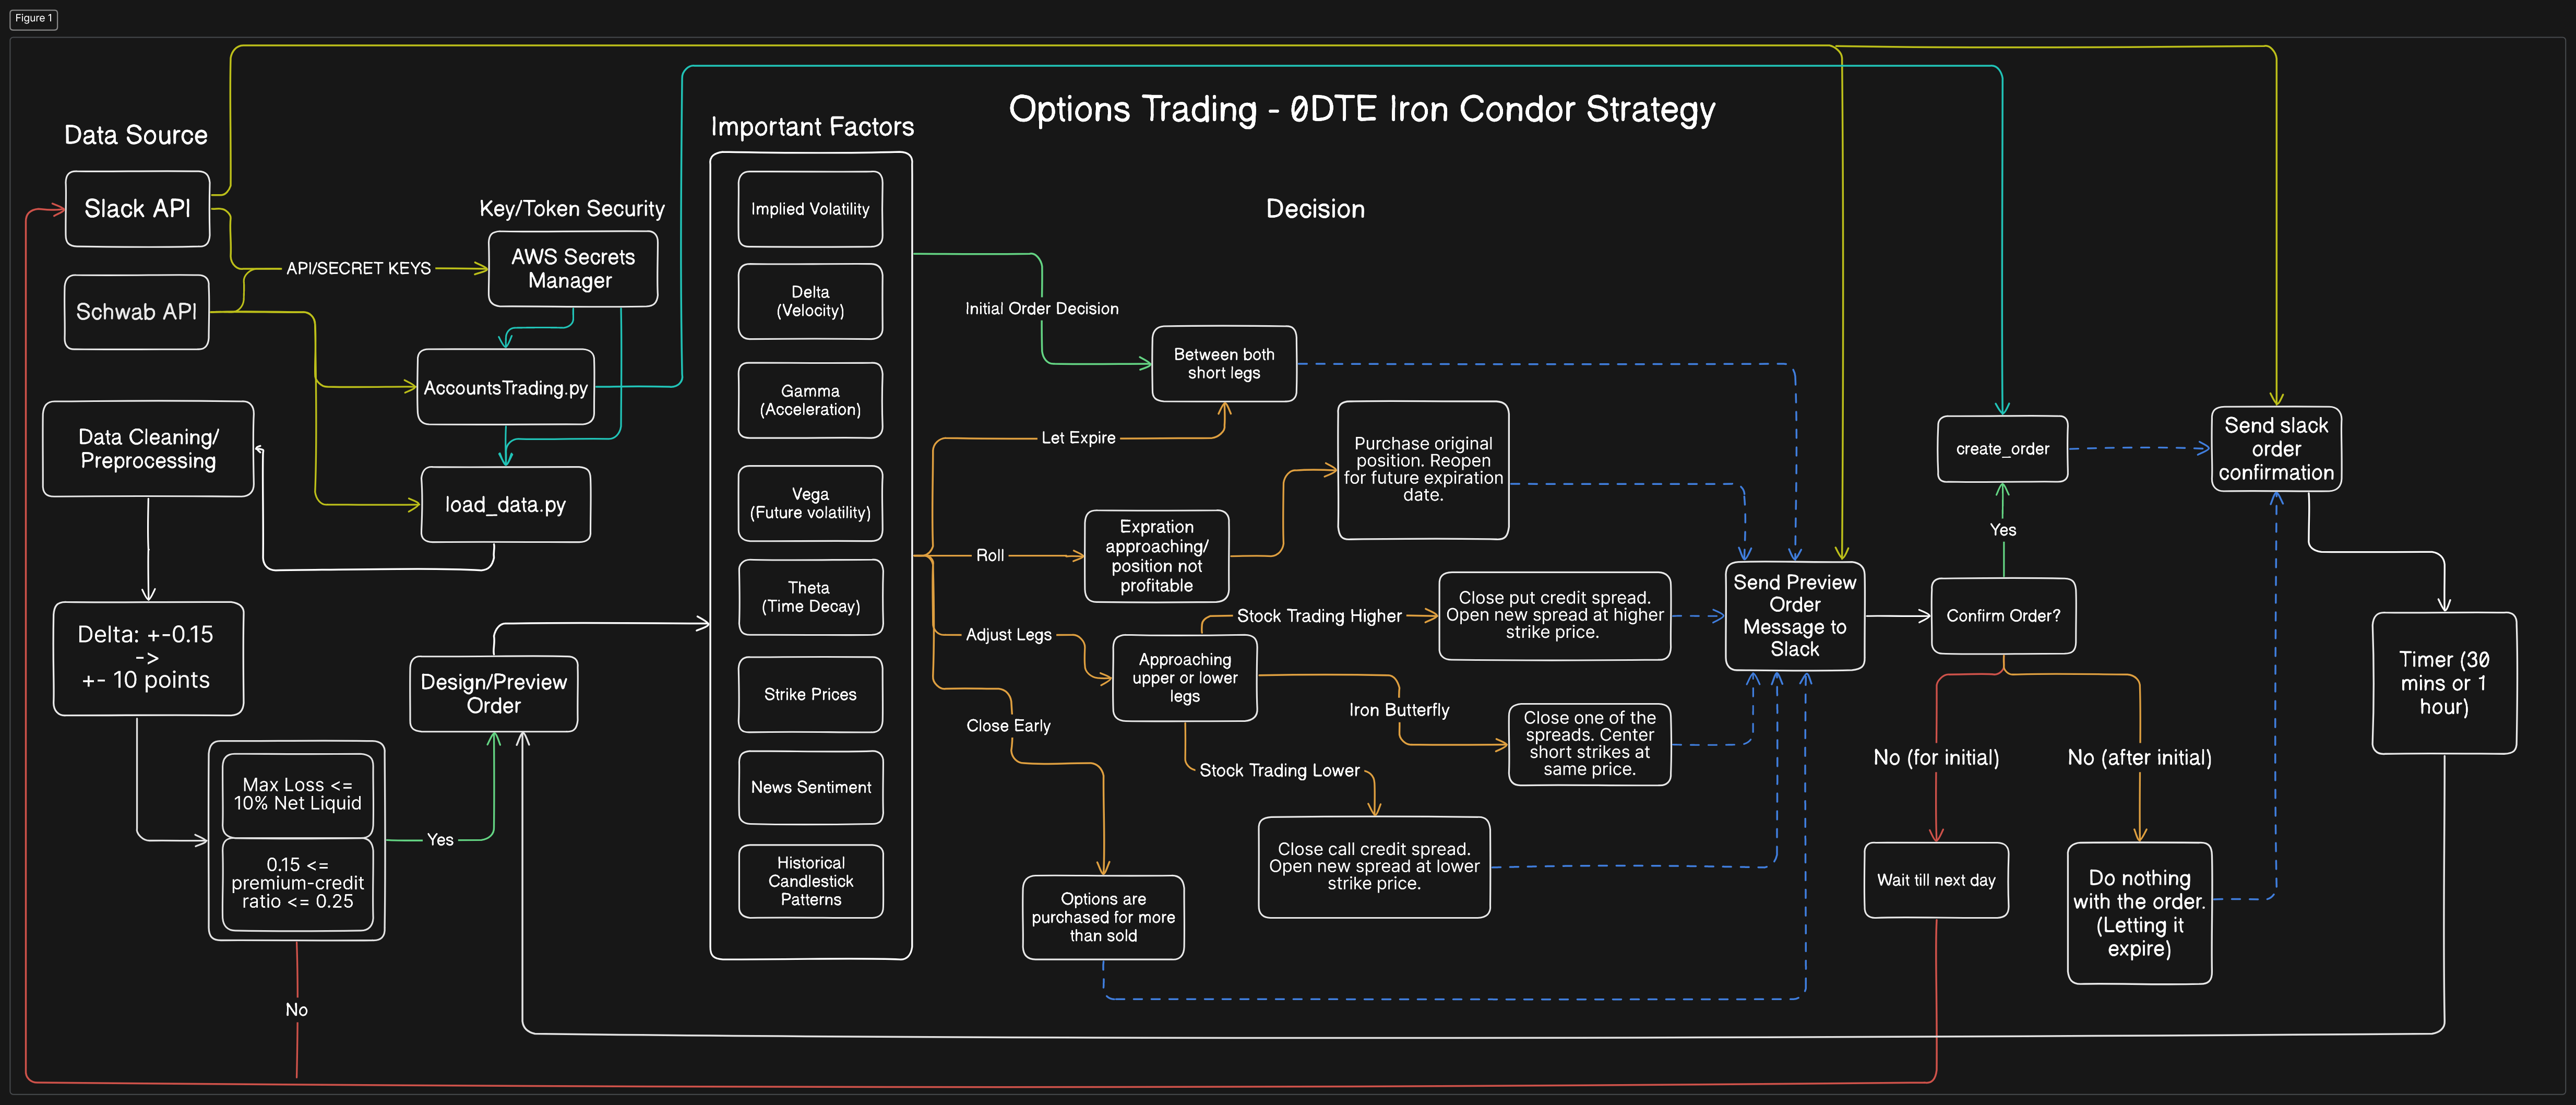 Figure 1
Options Trading - 0DTE Iron Condor Strategy
Data Source
Slack API
Schwab API
API/SECRET KEYS
Key/Token Security
AWS Secrets
Manager
AccountsTrading.py
load_data.py
Data Cleaning/
Preprocessing
Delta: +-0.15
->
+- 10 points
Max Loss <=
10% Net Liquid
0.15 <=
premium-credit
ratio <= 0.25
Yes
No
Design/Preview
Order
Important Factors
Implied Volatility
Delta
(Velocity)
Gamma
(Acceleration)
Vega
(Future volatility)
Theta
(Time Decay)
Strike Prices
News Sentiment
Historical
Candlestick
Patterns
Decision
Initial Order Decision
Between both
short legs
Let Expire
Roll
Expration
approaching/
position not
profitable
Purchase original
position. Reopen
for future expiration
date.
Adjust Legs
Approaching
upper or lower
legs
Stock Trading Higher
Close put credit spread.
Open new spread at higher
strike price.
Iron Butterfly
Close one of the
spreads. Center
short strikes at
same price.
Stock Trading Lower
Close call credit spread.
Open new spread at lower
strike price.
Close Early
Options are
purchased for more
than sold
Send Preview
Order
Message to
Slack
Confirm Order?
Yes
create_order
No (for initial)
Wait till next day
No (after initial)
Do nothing
with the order.
(Letting it
expire)
Send slack
order
confirmation
Timer (30
mins or 1
hour)